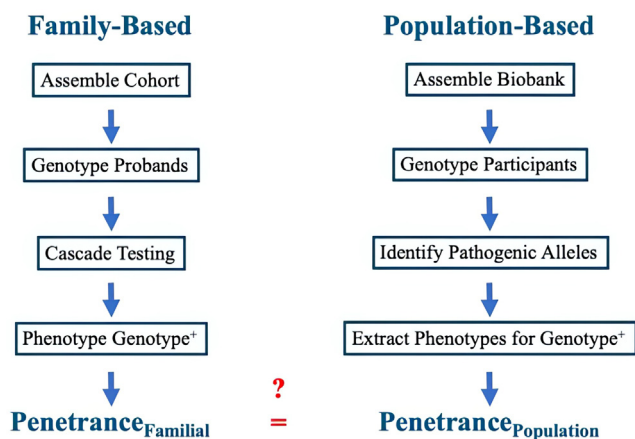 Family-Based
Population-Based
Assemble Cohort
Assemble Biobank
Genotype Probands
Genotype Participants
Cascade Testing
Identify Pathogenic Alleles
Phenotype Genotype⁺
Extract Phenotypes for Genotype⁺
?
Penetrance_Familial
=
Penetrance_Population